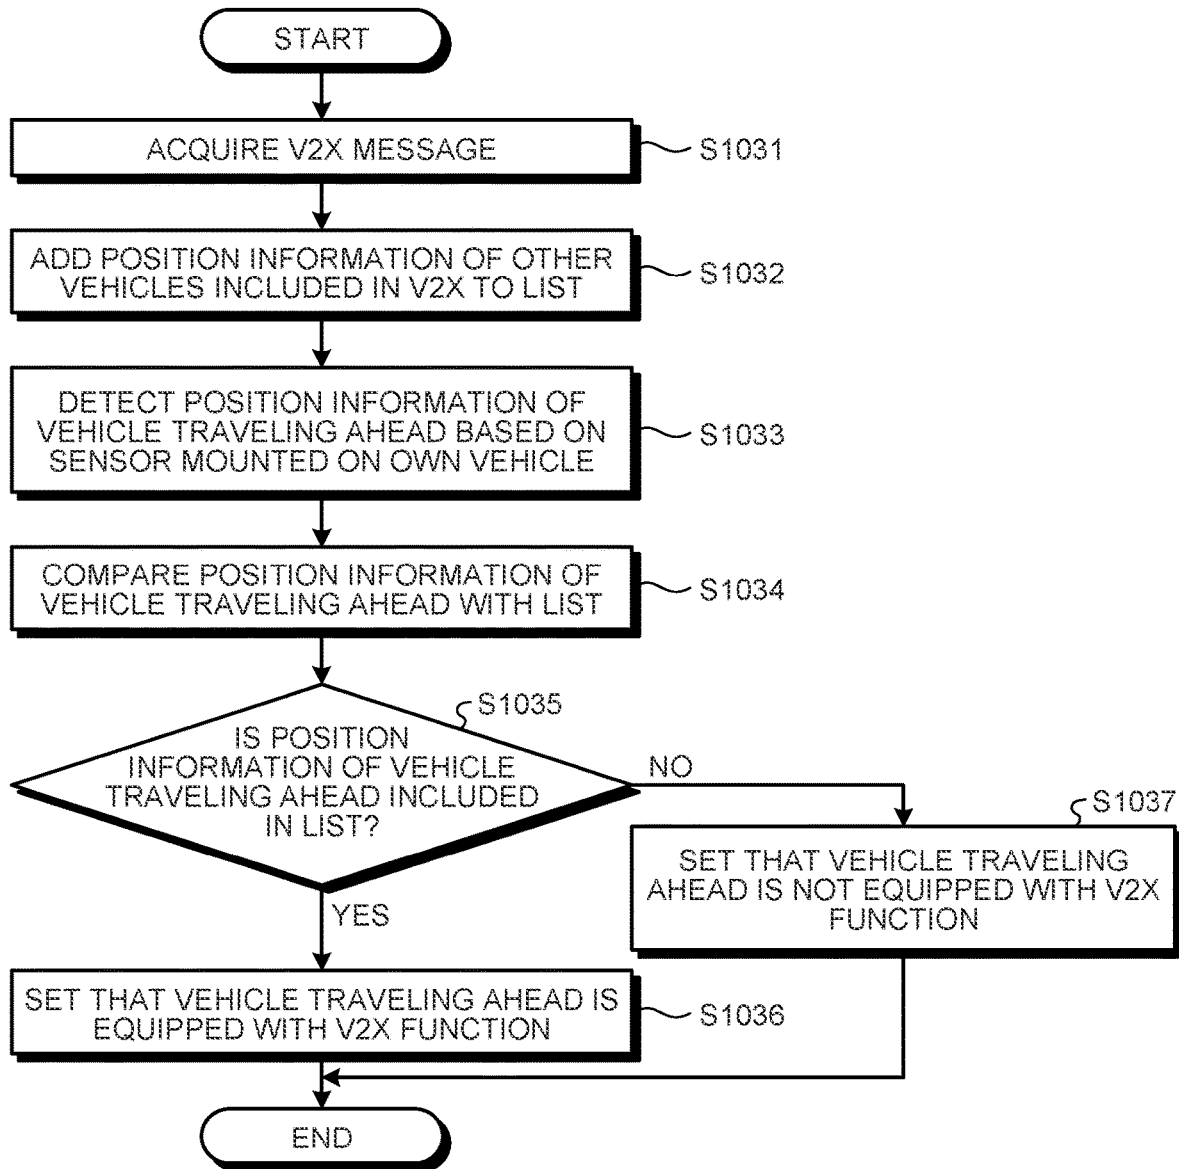 START
ACQUIRE V2X MESSAGE
S1031
ADD POSITION INFORMATION OF OTHER
VEHICLES INCLUDED IN V2X TO LIST
S1032
DETECT POSITION INFORMATION OF
VEHICLE TRAVELING AHEAD BASED ON
SENSOR MOUNTED ON OWN VEHICLE
S1033
COMPARE POSITION INFORMATION OF
VEHICLE TRAVELING AHEAD WITH LIST
S1034
S1035
IS POSITION
INFORMATION OF VEHICLE
TRAVELING AHEAD INCLUDED
IN LIST?
NO
S1037
SET THAT VEHICLE TRAVELING
AHEAD IS NOT EQUIPPED WITH V2X
FUNCTION
YES
SET THAT VEHICLE TRAVELING AHEAD IS
EQUIPPED WITH V2X FUNCTION
S1036
END